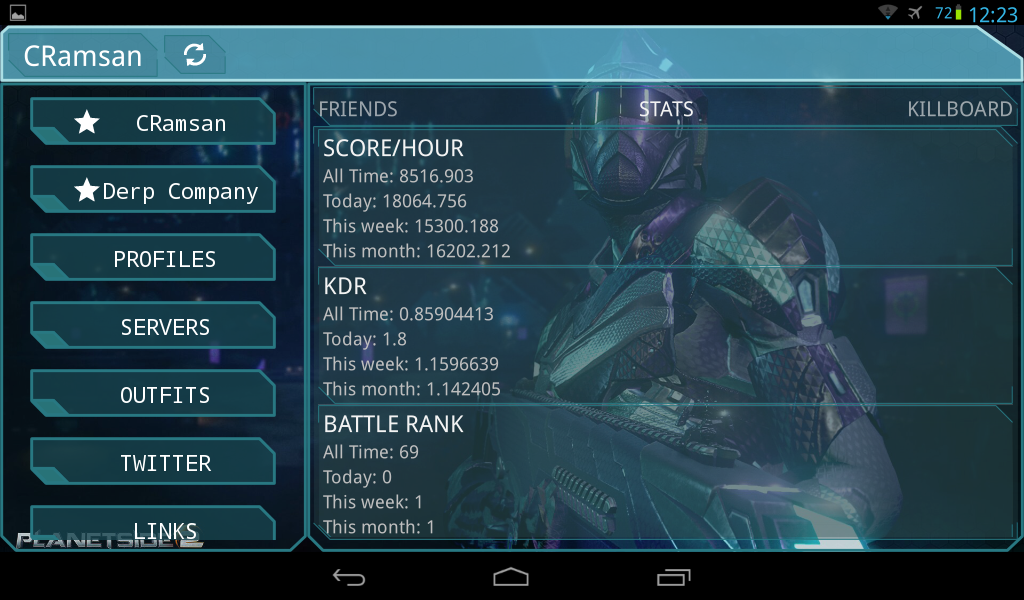 72 12:23
CRamsan
CRamsan
Derp Company
PROFILES
SERVERS
OUTFITS
TWITTER
LINKS
PLANETSIDE 2
FRIENDS STATS KILLBOARD
SCORE/HOUR
All Time: 8516.903
Today: 18064.756
This week: 15300.188
This month: 16202.212
KDR
All Time: 0.85904413
Today: 1.8
This week: 1.1596639
This month: 1.142405
BATTLE RANK
All Time: 69
Today: 0
This week: 1
This month: 1